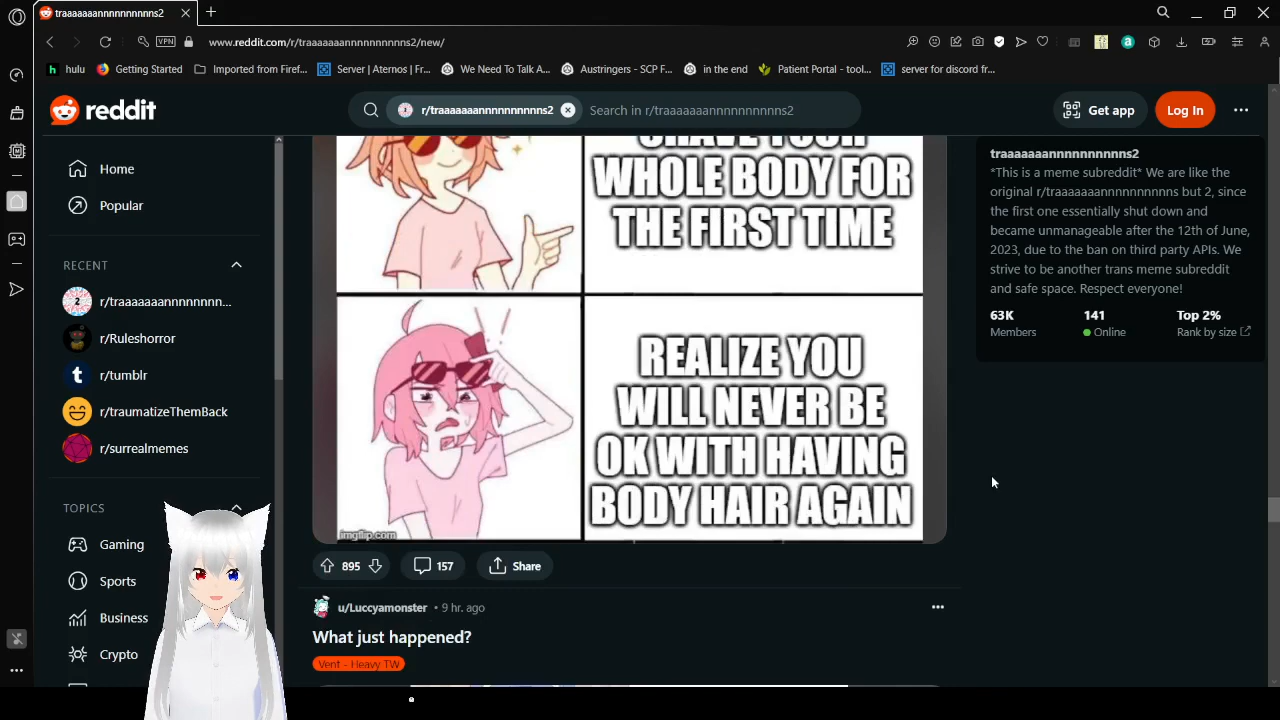 traaaaaaannnnnnnnnns2
VPN
www.reddit.com/r/traaaaaaannnnnnnnnns2/new/
hulu
Getting Started
Imported from Firef...
Server | Aternos | Fr...
We Need To Talk A...
Austringers - SCP F...
in the end
Patient Portal - tool...
server for discord fr...
reddit
r/traaaaaaannnnnnnnnns2
Search in r/traaaaaaannnnnnnnnns2
Get app
Log In
Home
Popular
RECENT
r/traaaaaaannnnnnn...
r/Ruleshorror
r/tumblr
r/traumatizeThemBack
r/surrealmemes
TOPICS
Gaming
Sports
Business
Crypto
WHOLE BODY FOR
THE FIRST TIME
REALIZE YOU
WILL NEVER BE
OK WITH HAVING
BODY HAIR AGAIN
imgflip.com
895
157
Share
u/Luccyamonster • 9 hr. ago
What just happened?
Vent - Heavy TW
traaaaaaannnnnnnnnns2
*This is a meme subreddit* We are like the
original r/traaaaaaannnnnnnnnns but 2, since
the first one essentially shut down and
became unmanageable after the 12th of June,
2023, due to the ban on third party APIs. We
strive to be another trans meme subreddit
and safe space. Respect everyone!
63K
Members
141
Online
Top 2%
Rank by size